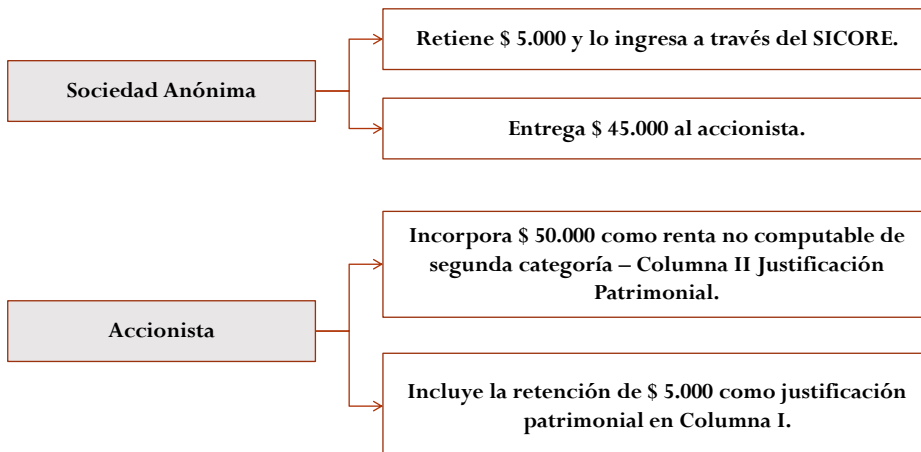 Retiene $ 5.000 y lo ingresa a través del SICORE.
Sociedad Anónima
Entrega $ 45.000 al accionista.
Incorpora $ 50.000 como renta no computable de
segunda categoría – Columna II Justificación
Patrimonial.
Accionista
Incluye la retención de $ 5.000 como justificación
patrimonial en Columna I.